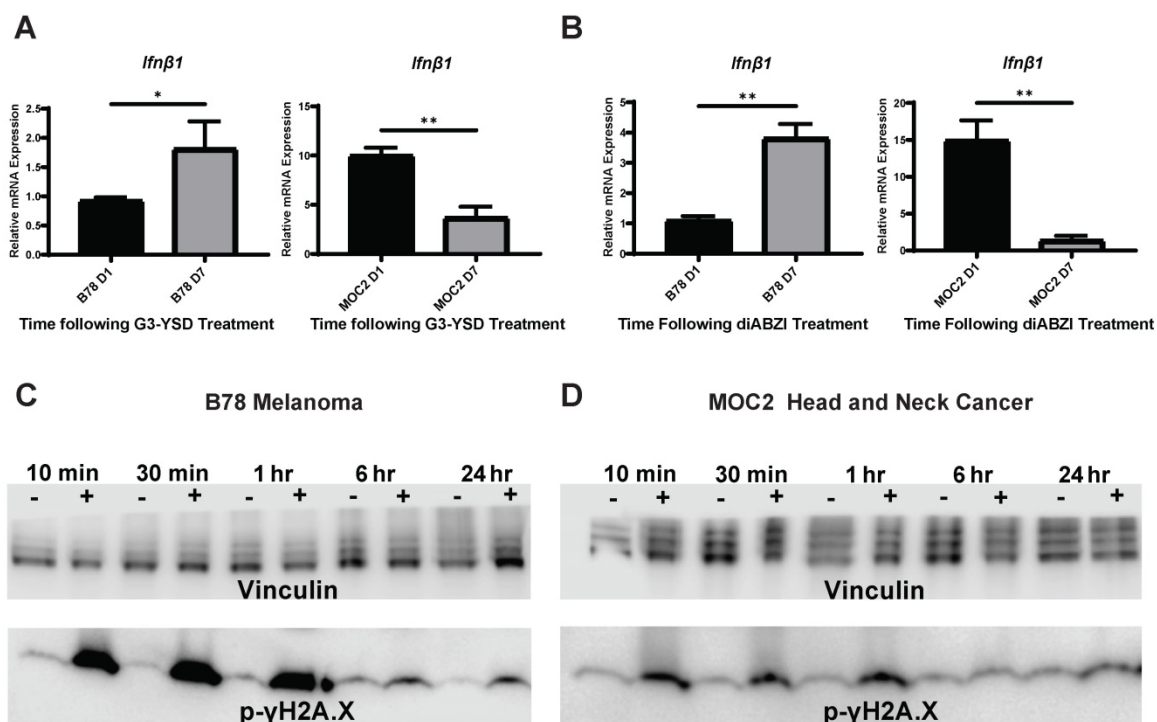 A
B
Ifnβ1
Ifnβ1
Ifnβ1
Ifnβ1
Relative mRNA Expression
2.5
2.0
1.5
1.0
0.5
0.0
*
B78 D1
B78 D7
Time following G3-YSD Treatment
Relative mRNA Expression
15
10
5
0
**
MOC2 D1
MOC2 D7
Time following G3-YSD Treatment
Relative mRNA Expression
5
4
3
2
1
0
**
B78 D1
B78 D7
Time Following diABZI Treatment
Relative mRNA Expression
20
15
10
5
0
**
MOC2 D1
MOC2 D7
Time Following diABZI Treatment
C
B78 Melanoma
10 min 30 min 1 hr 6 hr 24 hr
- + - + - + - + - +
Vinculin
p-γH2A.X
D
MOC2 Head and Neck Cancer
10 min 30 min 1 hr 6 hr 24 hr
- + - + - + - + - +
Vinculin
p-γH2A.X